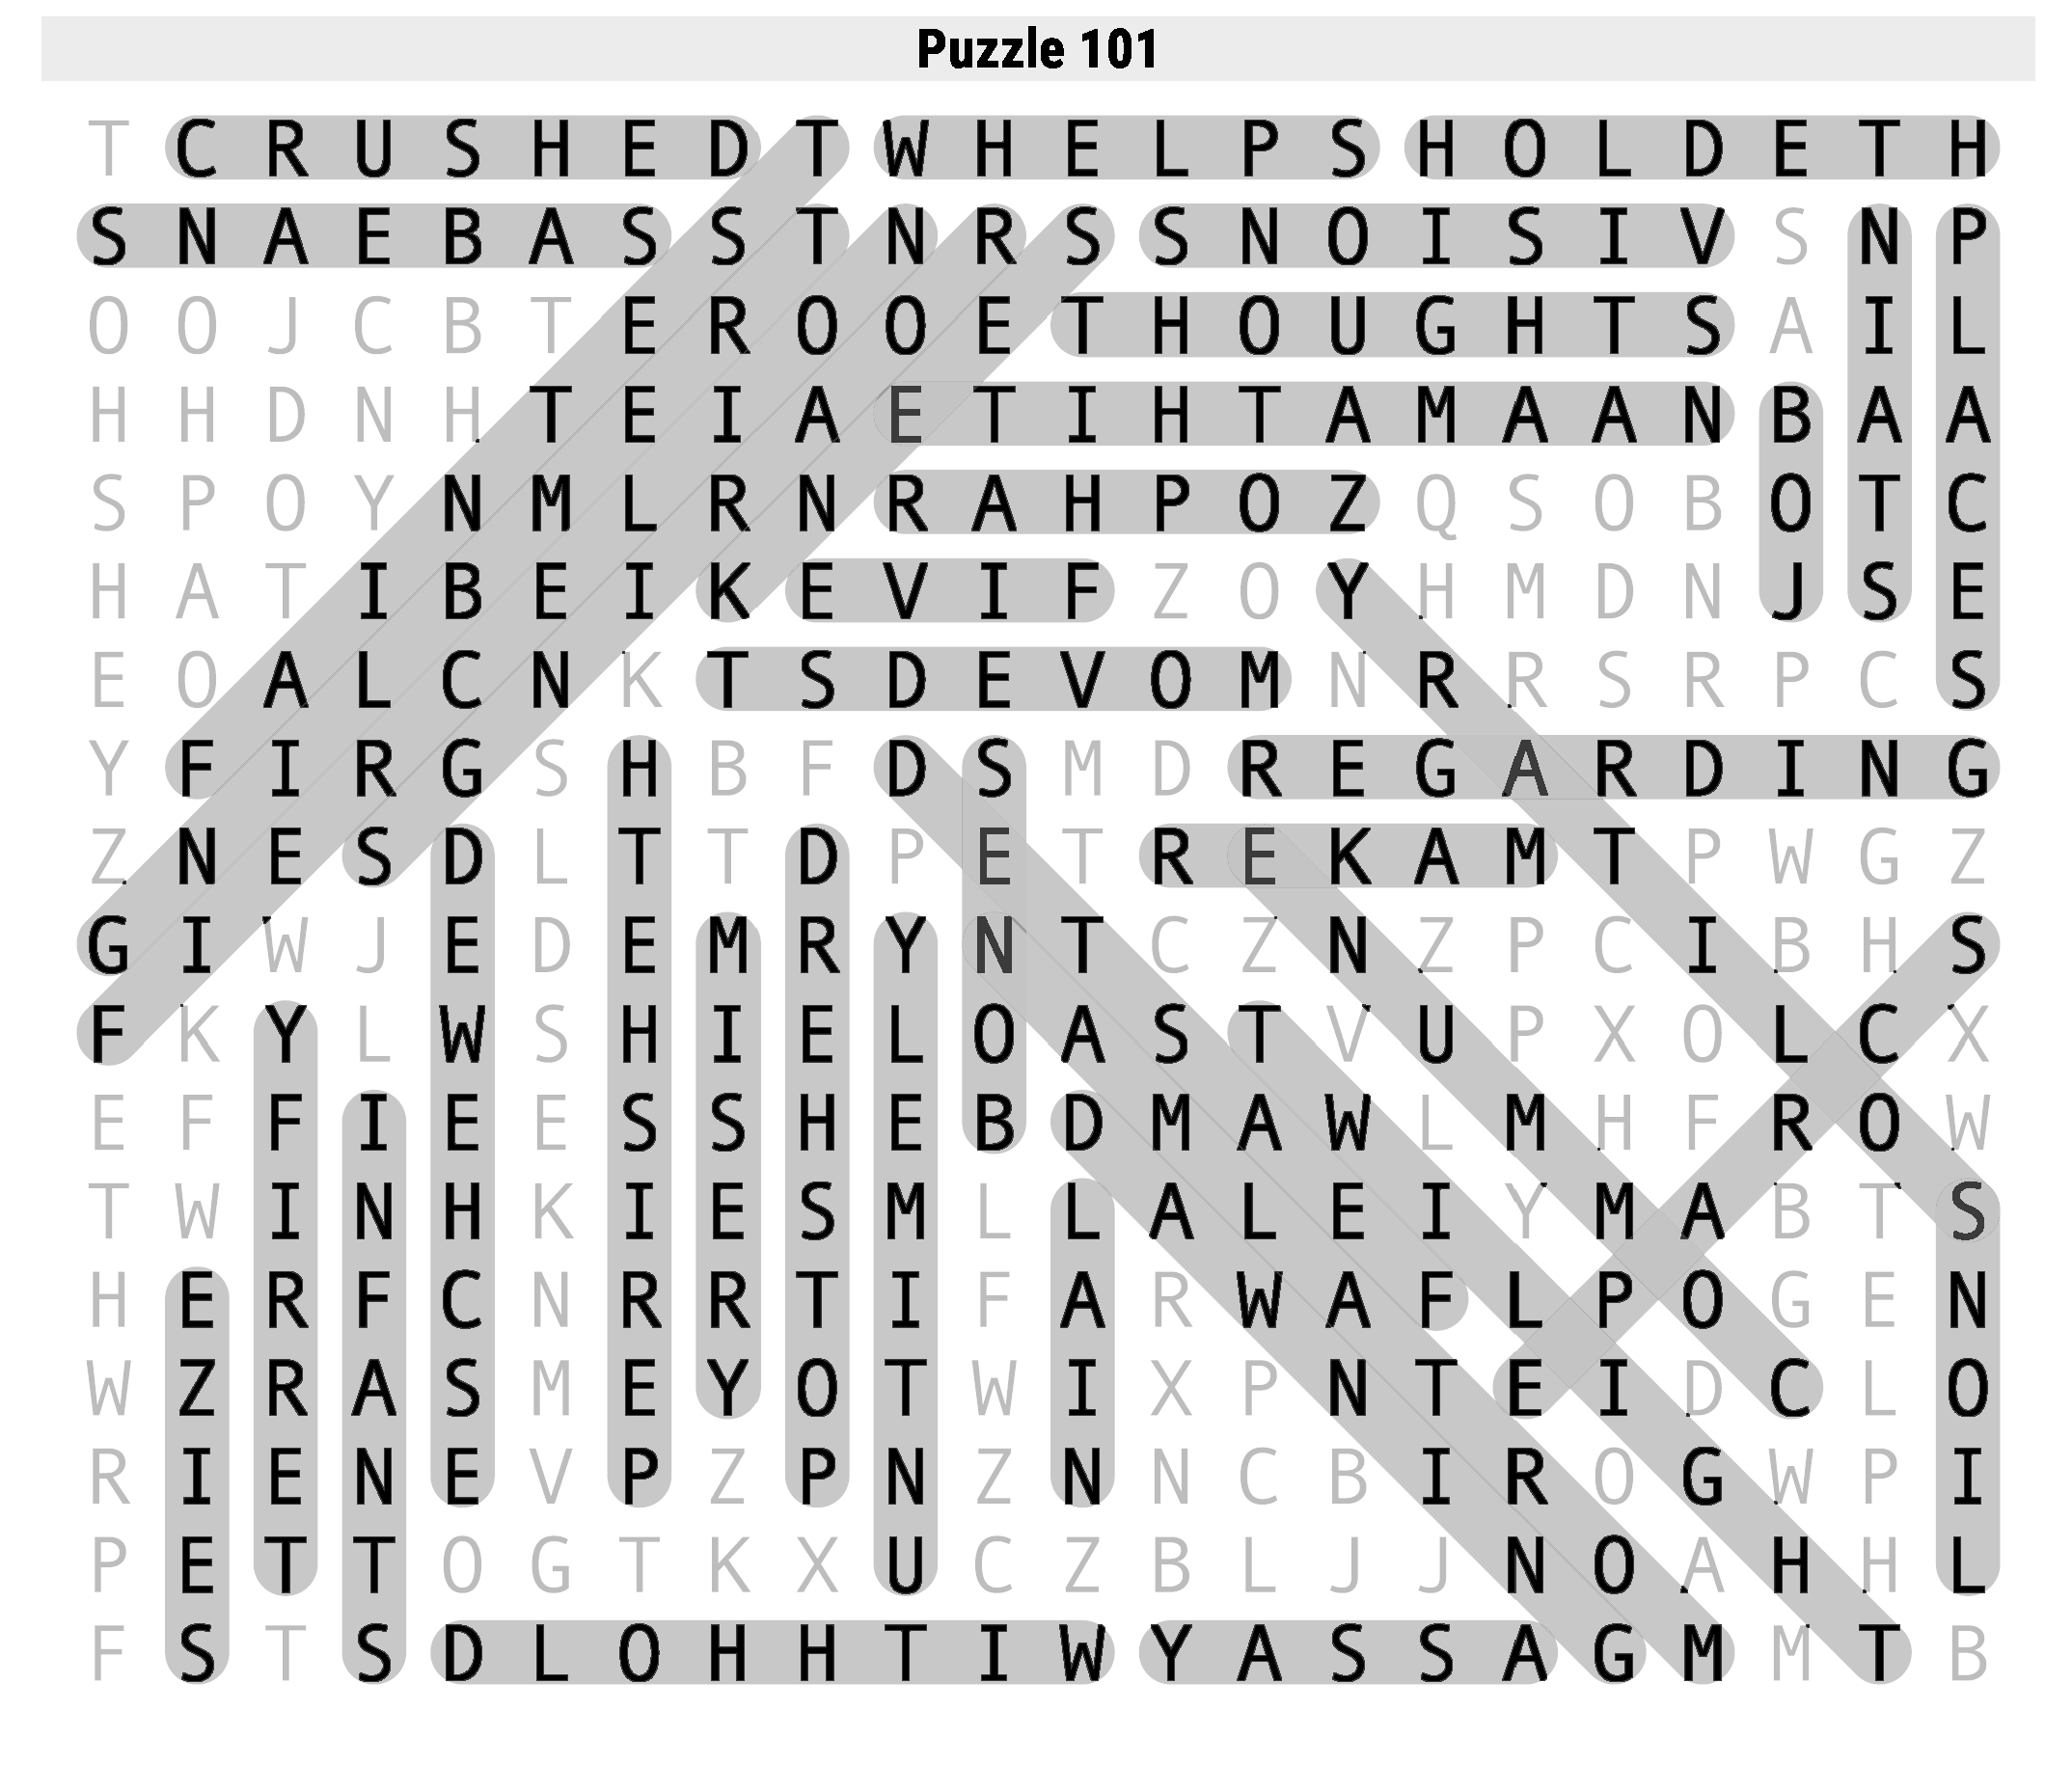 Puzzle 101
T C R U S H E D T W H E L P S H O L D E T H
S N A E B A S S T N R S S N O I S I V S N P
O O J C B T E R O O E T H O U G H T S A I L
H H D N H T E I A E T I H T A M A A N B A A
S P O Y N M L R N R A H P O Z Q S O B O T C
H A T I B E I K E V I F Z O Y H M D N J S E
E O A L C N K T S D E V O M N R R S R P C S
Y F I R G S H B F D S M D R E G A R D I N G
Z N E S D L T T D P E T R E K A M T P W G Z
G I W J E D E M R Y N T C Z N Z P C I B H S
F K Y L W S H I E L O A S T V U P X O L C X
E F F I E E S S H E B D M A W L M H F R O W
T W I N H K I E S M L L A L E I Y M A B T S
H E R F C N R R T I F A R W A F L P O G E N
W Z R A S M E Y O T W I X P N T E I D C L O
R I E N E V P Z P N Z N N C B I R O G W P I
P E T T O G T K X U C Z B L J J N O A H H L
F S T S D L O H H T I W Y A S S A G M M T B